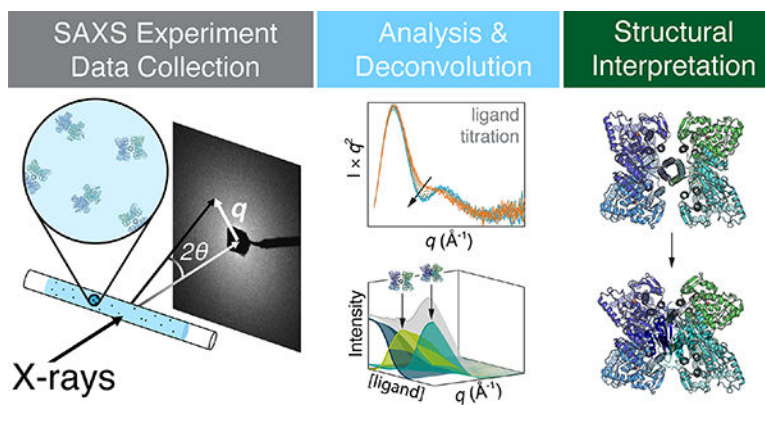 SAXS Experiment
Data Collection
Analysis &
Deconvolution
Structural
Interpretation
q
2θ
X-rays
ligand
titration
I × q²
q (Å⁻¹)
Intensity
[ligand]
q (Å⁻¹)